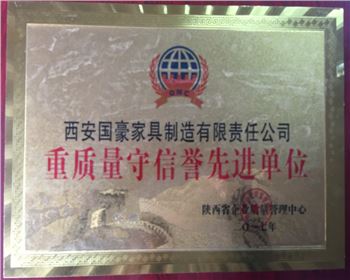 西安国豪家具制造有限责任公司
重质量守信誉先进单位
陕西省企业质量管理中心
二〇一七年